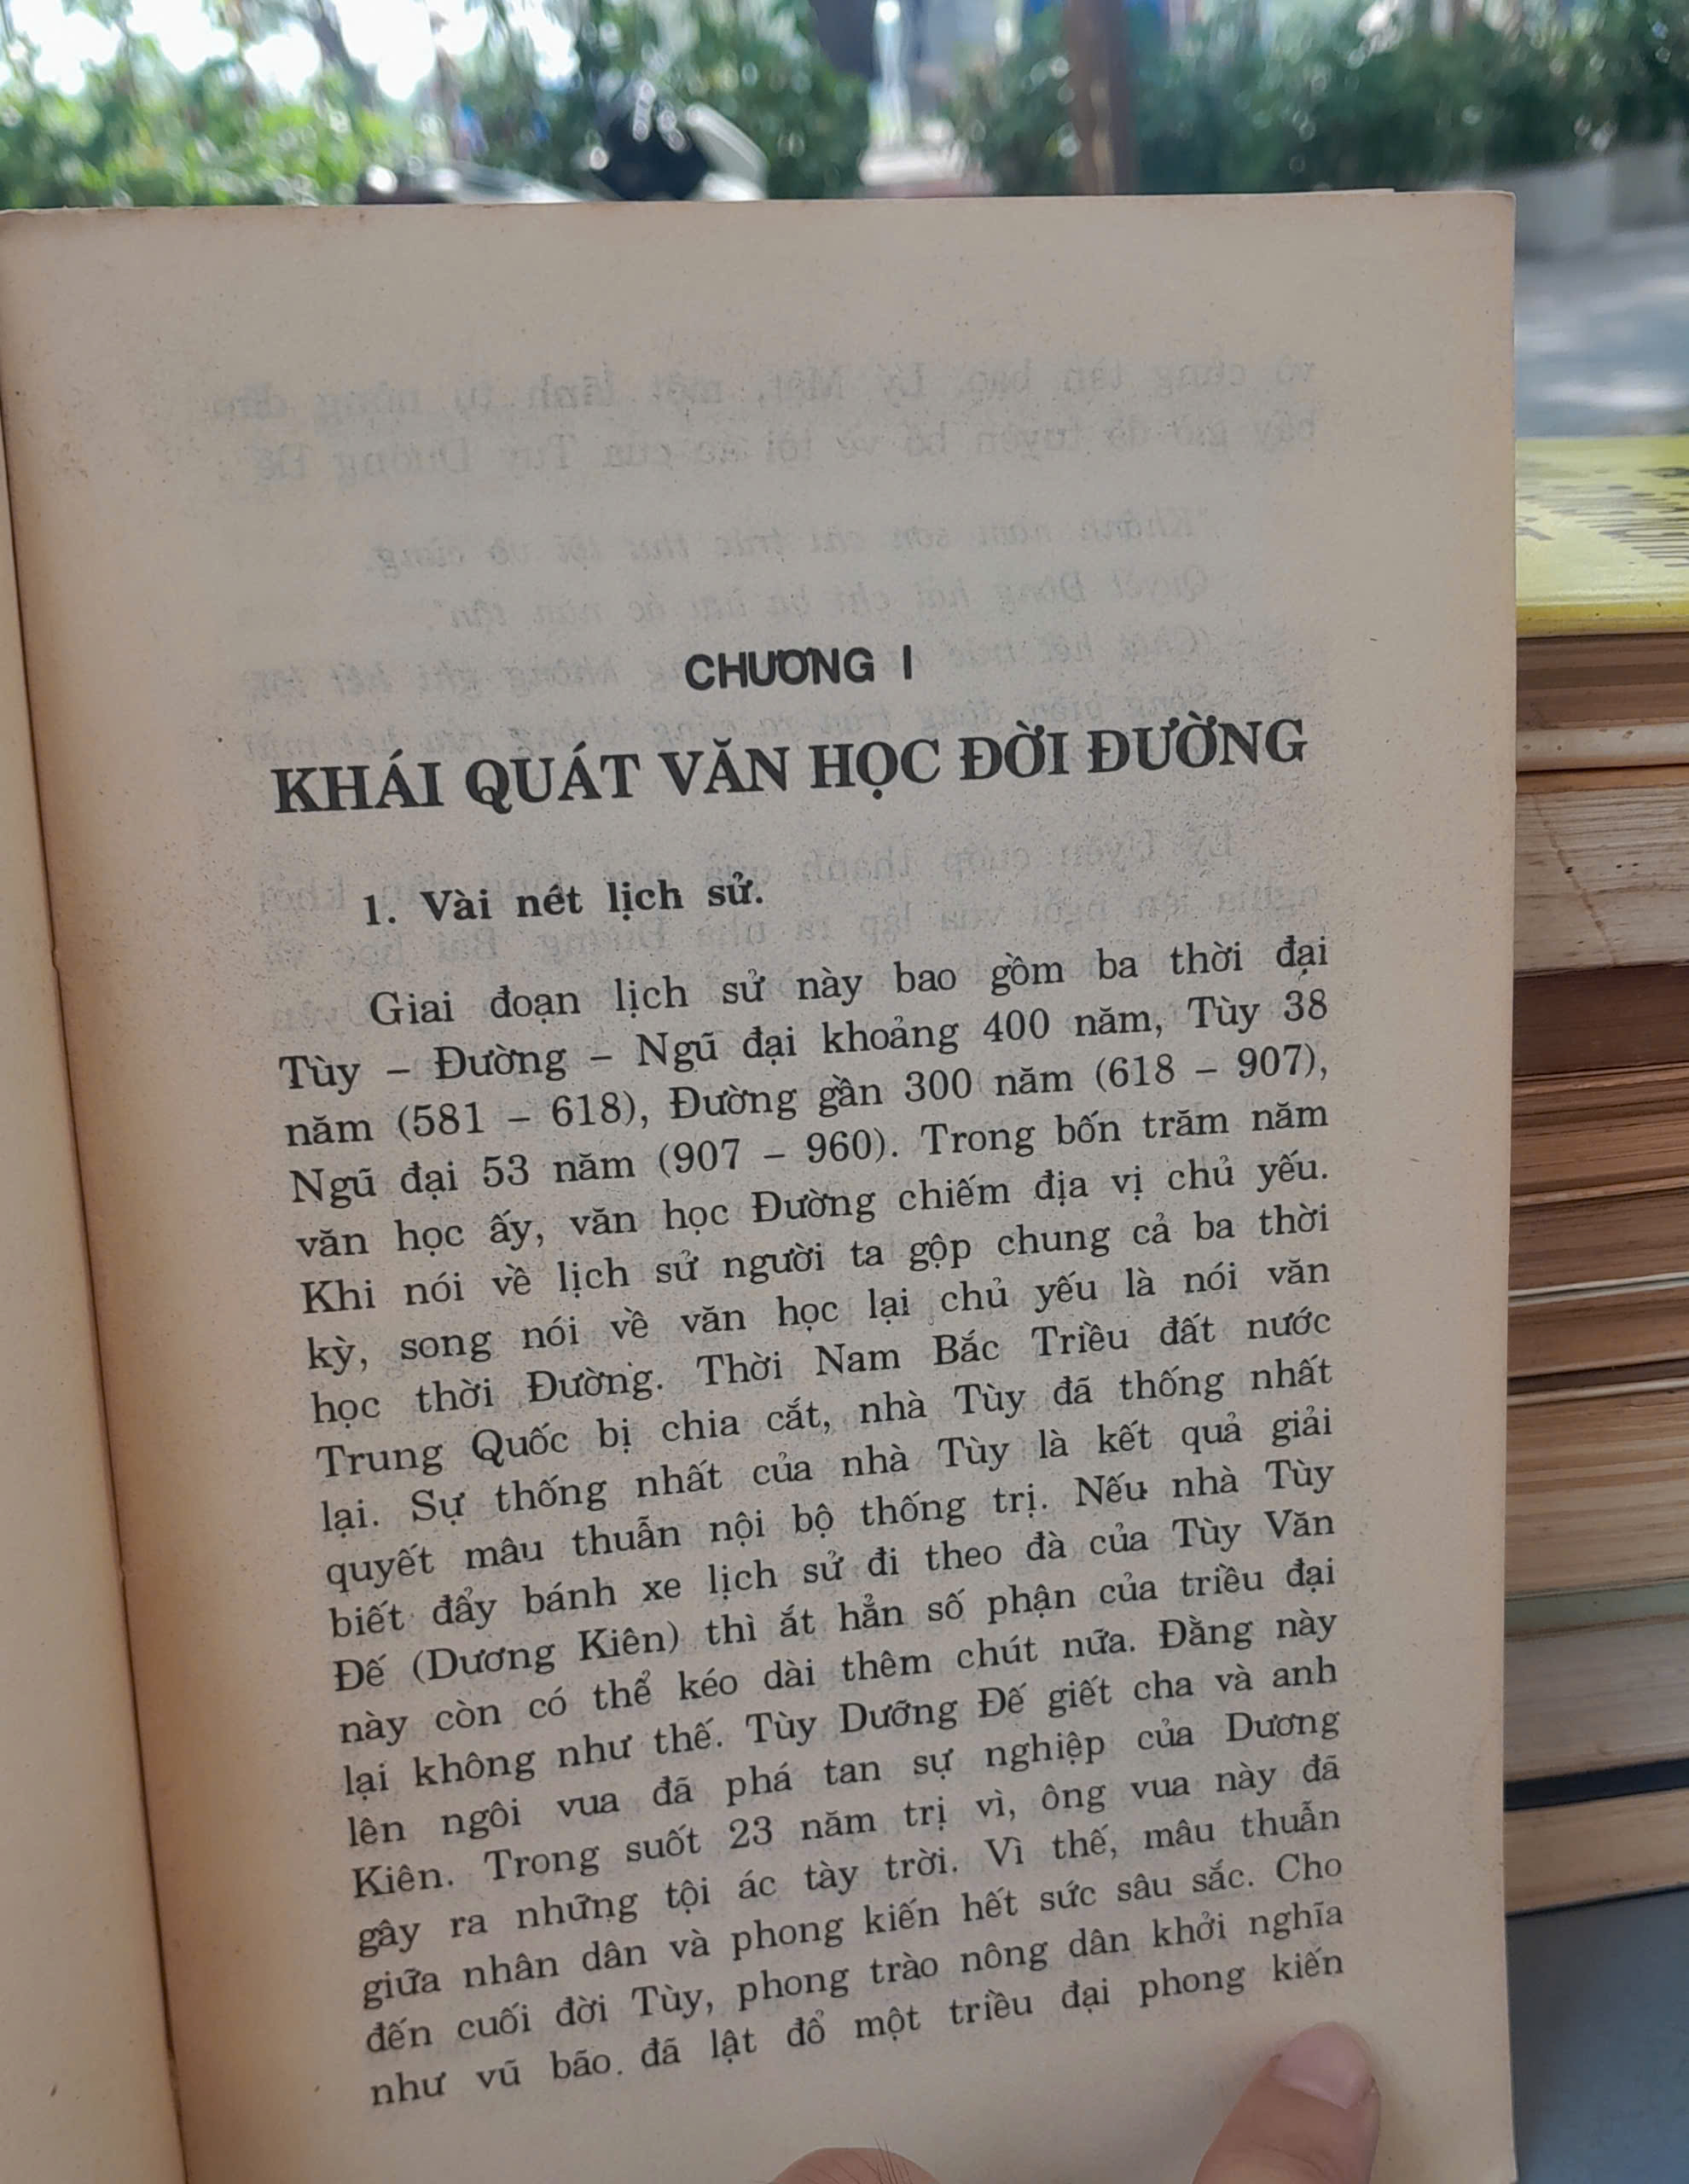 CHƯƠNG I
KHÁI QUÁT VĂN HỌC ĐỜI ĐƯỜNG
1. Vài nét lịch sử.
Giai đoạn lịch sử này bao gồm ba thời đại
Tùy – Đường – Ngũ đại khoảng 400 năm, Tùy 38
năm (581 – 618), Đường gần 300 năm (618 – 907),
Ngũ đại 53 năm (907 – 960). Trong bốn trăm năm
văn học ấy, văn học Đường chiếm địa vị chủ yếu.
Khi nói về lịch sử người ta gộp chung cả ba thời
kỳ, song nói về văn học lại chủ yếu là nói văn
học thời Đường. Thời Nam Bắc Triều đất nước
Trung Quốc bị chia cắt, nhà Tùy đã thống nhất
lại. Sự thống nhất của nhà Tùy là kết quả giải
quyết mâu thuẫn nội bộ thống trị. Nếu nhà Tùy
biết đẩy bánh xe lịch sử đi theo đà của Tùy Văn
Đế (Dương Kiên) thì ắt hẳn số phận của triều đại
này còn có thể kéo dài thêm chút nữa. Đằng này
lại không như thế. Tùy Dưỡng Đế giết cha và anh
lên ngôi vua đã phá tan sự nghiệp của Dương
Kiên. Trong suốt 23 năm trị vì, ông vua này đã
gây ra những tội ác tày trời. Vì thế, mâu thuẫn
giữa nhân dân và phong kiến hết sức sâu sắc. Cho
đến cuối đời Tùy, phong trào nông dân khởi nghĩa
như vũ bão. đã lật đổ một triều đại phong kiến